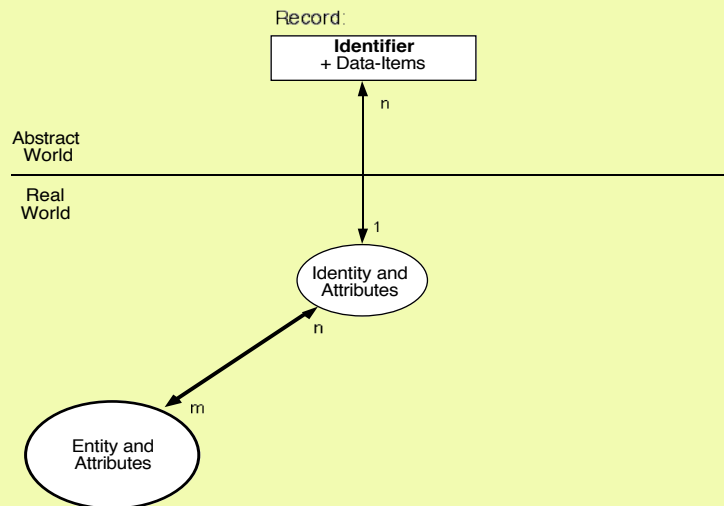 Record:
Identifier
+ Data-Items
n
Abstract
World
Real
World
1
Identity and
Attributes
n
m
Entity and
Attributes